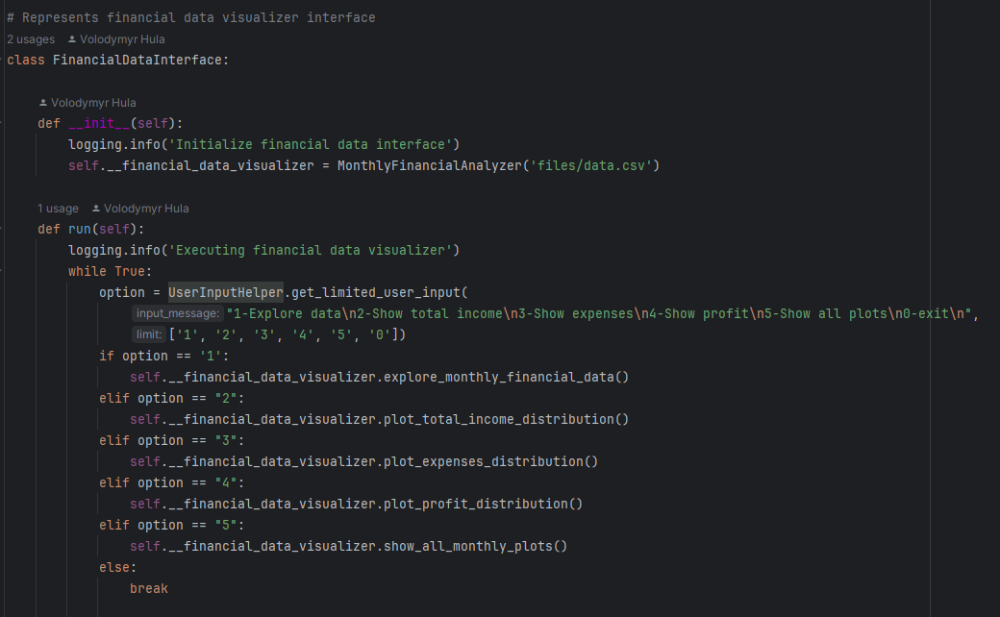 # Represents financial data visualizer interface
2 usages Volodymyr Hula
class FinancialDataInterface:
Volodymyr Hula
def __init__(self):
logging.info('Initialize financial data interface')
self.__financial_data_visualizer = MonthlyFinancialAnalyzer('files/data.csv')
1 usage Volodymyr Hula
def run(self):
logging.info('Executing financial data visualizer')
while True:
option = UserInputHelper.get_limited_user_input(
input_message: "1-Explore data\n2-Show total income\n3-Show expenses\n4-Show profit\n5-Show all plots\n0-exit\n",
limit: ['1', '2', '3', '4', '5', '0'])
if option == '1':
self.__financial_data_visualizer.explore_monthly_financial_data()
elif option == "2":
self.__financial_data_visualizer.plot_total_income_distribution()
elif option == "3":
self.__financial_data_visualizer.plot_expenses_distribution()
elif option == "4":
self.__financial_data_visualizer.plot_profit_distribution()
elif option == "5":
self.__financial_data_visualizer.show_all_monthly_plots()
else:
break